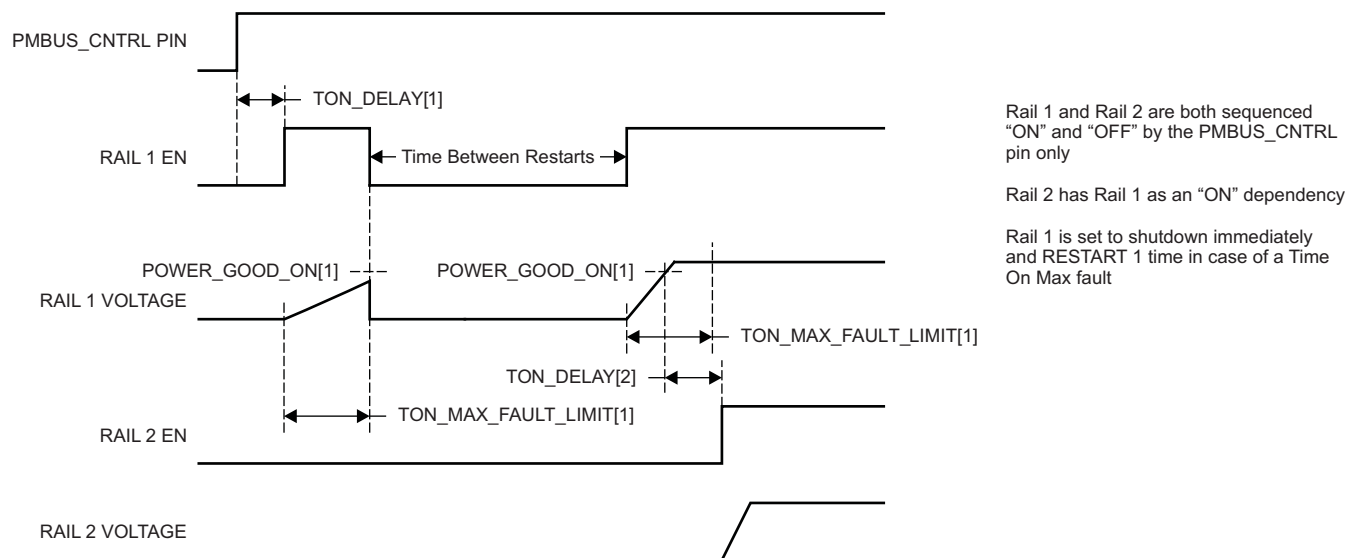 PMBUS_CNTRL PIN
TON_DELAY[1]
Rail 1 and Rail 2 are both sequenced
“ON” and “OFF” by the PMBUS_CNTRL
pin only
RAIL 1 EN
Time Between Restarts
Rail 2 has Rail 1 as an “ON” dependency
Rail 1 is set to shutdown immediately
and RESTART 1 time in case of a Time
On Max fault
POWER_GOOD_ON[1]
POWER_GOOD_ON[1]
RAIL 1 VOLTAGE
TON_MAX_FAULT_LIMIT[1]
TON_DELAY[2]
TON_MAX_FAULT_LIMIT[1]
RAIL 2 EN
RAIL 2 VOLTAGE